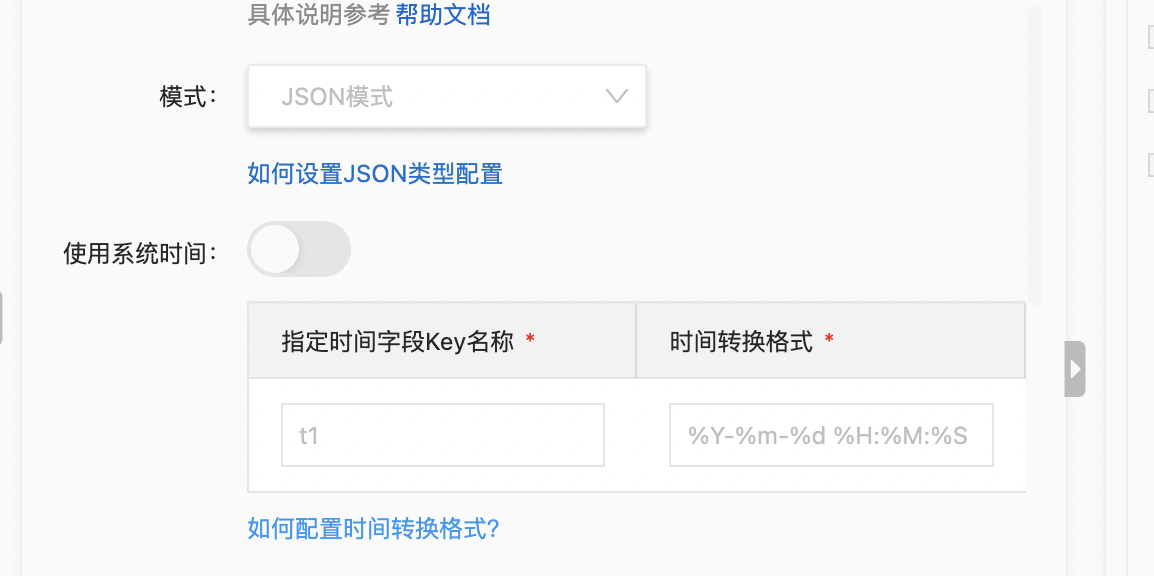 具体说明参考 帮助文档
模式：
JSON模式
如何设置JSON类型配置
使用系统时间：
指定时间字段Key名称 *
时间转换格式 *
t1
%Y-%m-%d %H:%M:%S
如何配置时间转换格式?